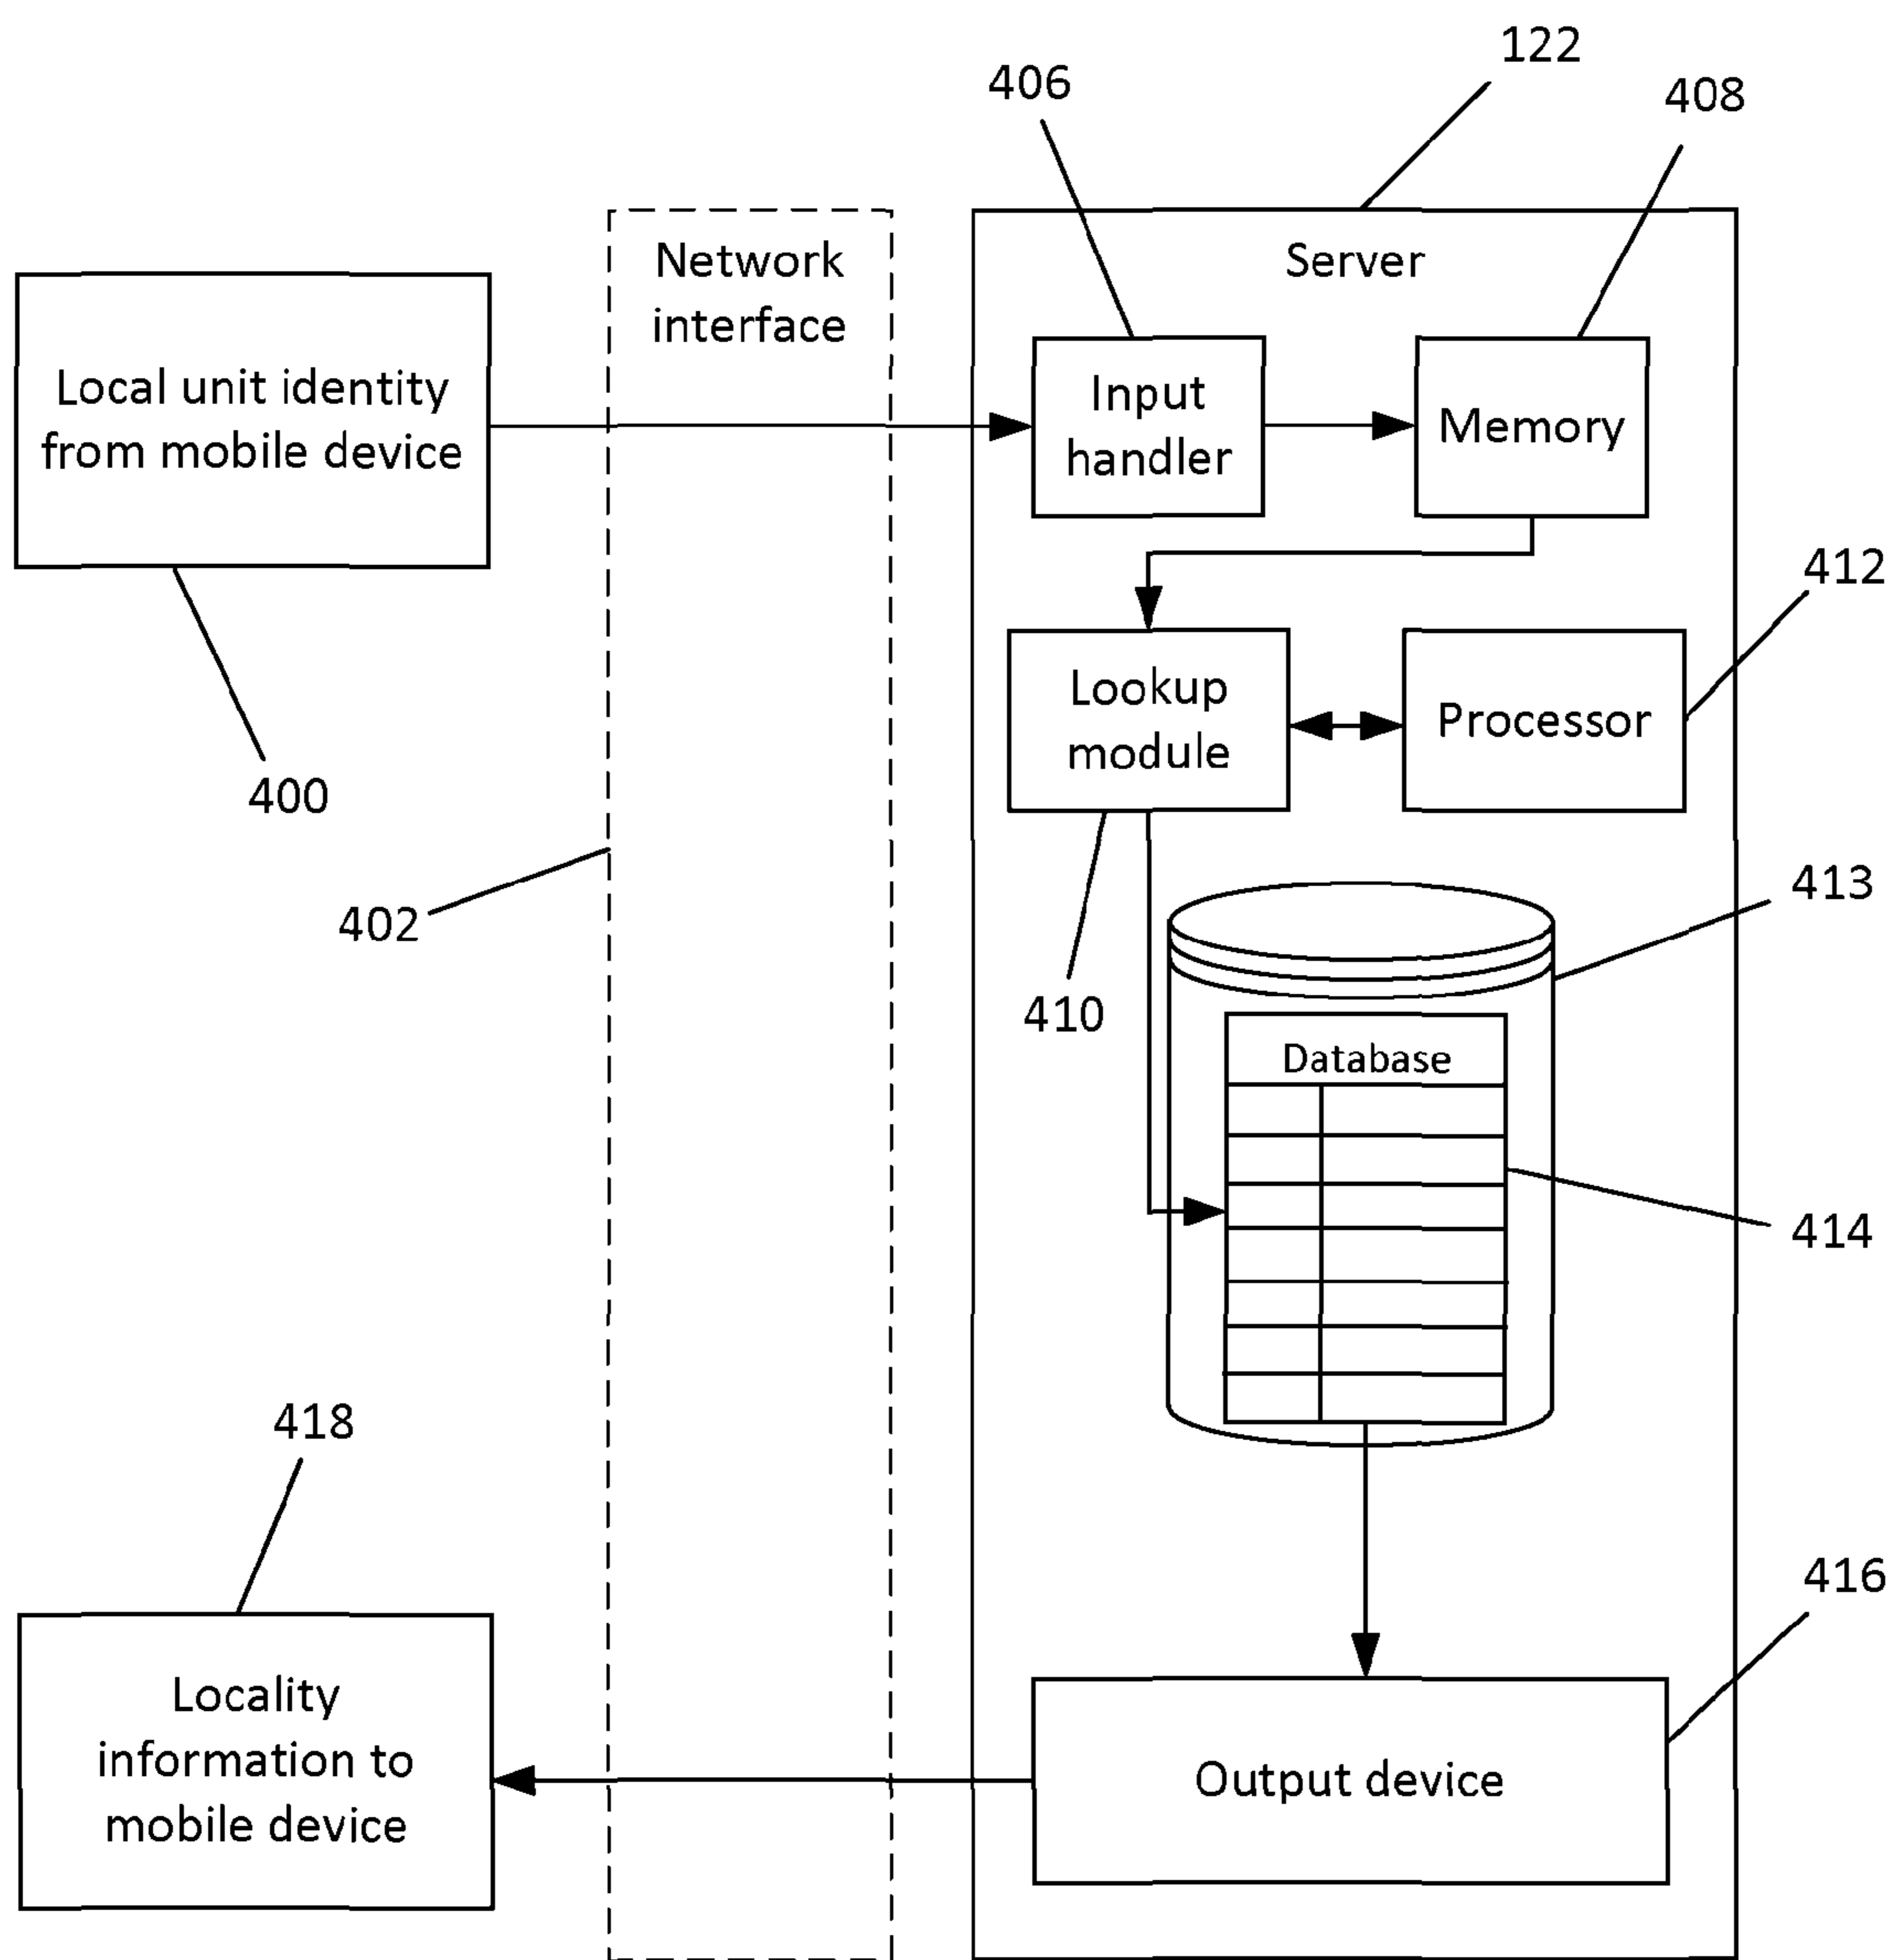 122
406
408
Network
interface
Server
Local unit identity
from mobile device
Input
handler
Memory
412
Lookup
module
Processor
400
402
413
410
Database
414
418
416
Locality
information to
mobile device
Output device